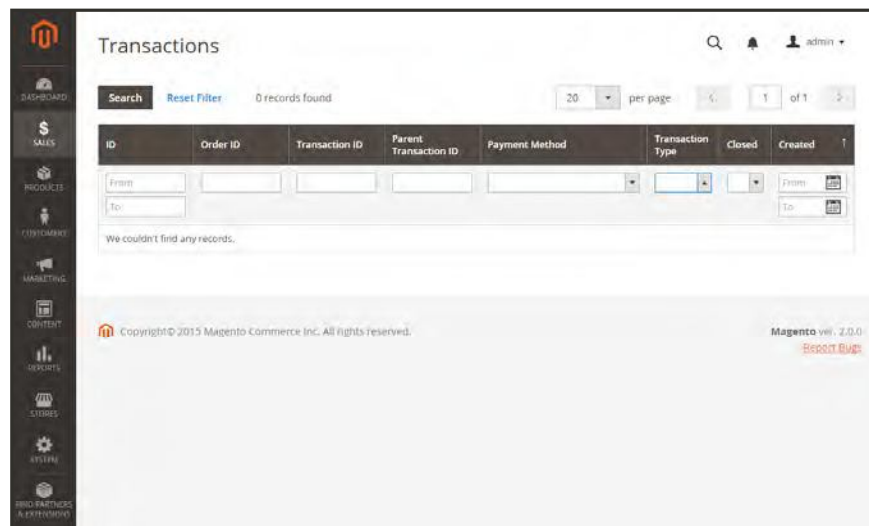 Transactions
admin
Search Reset Filter 0 records found 20 per page 1 of 1
ID Order ID Transaction ID Parent Transaction ID Payment Method Transaction Type Closed Created
From From
To To
We couldn't find any records.
DASHBOARD
SALES
PRODUCTS
CUSTOMERS
MARKETING
CONTENT
REPORTS
STORES
SYSTEM
FIND PARTNERS
& EXTENSIONS
Copyright© 2015 Magento Commerce Inc. All rights reserved.
Magento ver. 2.0.0
Report Bugs